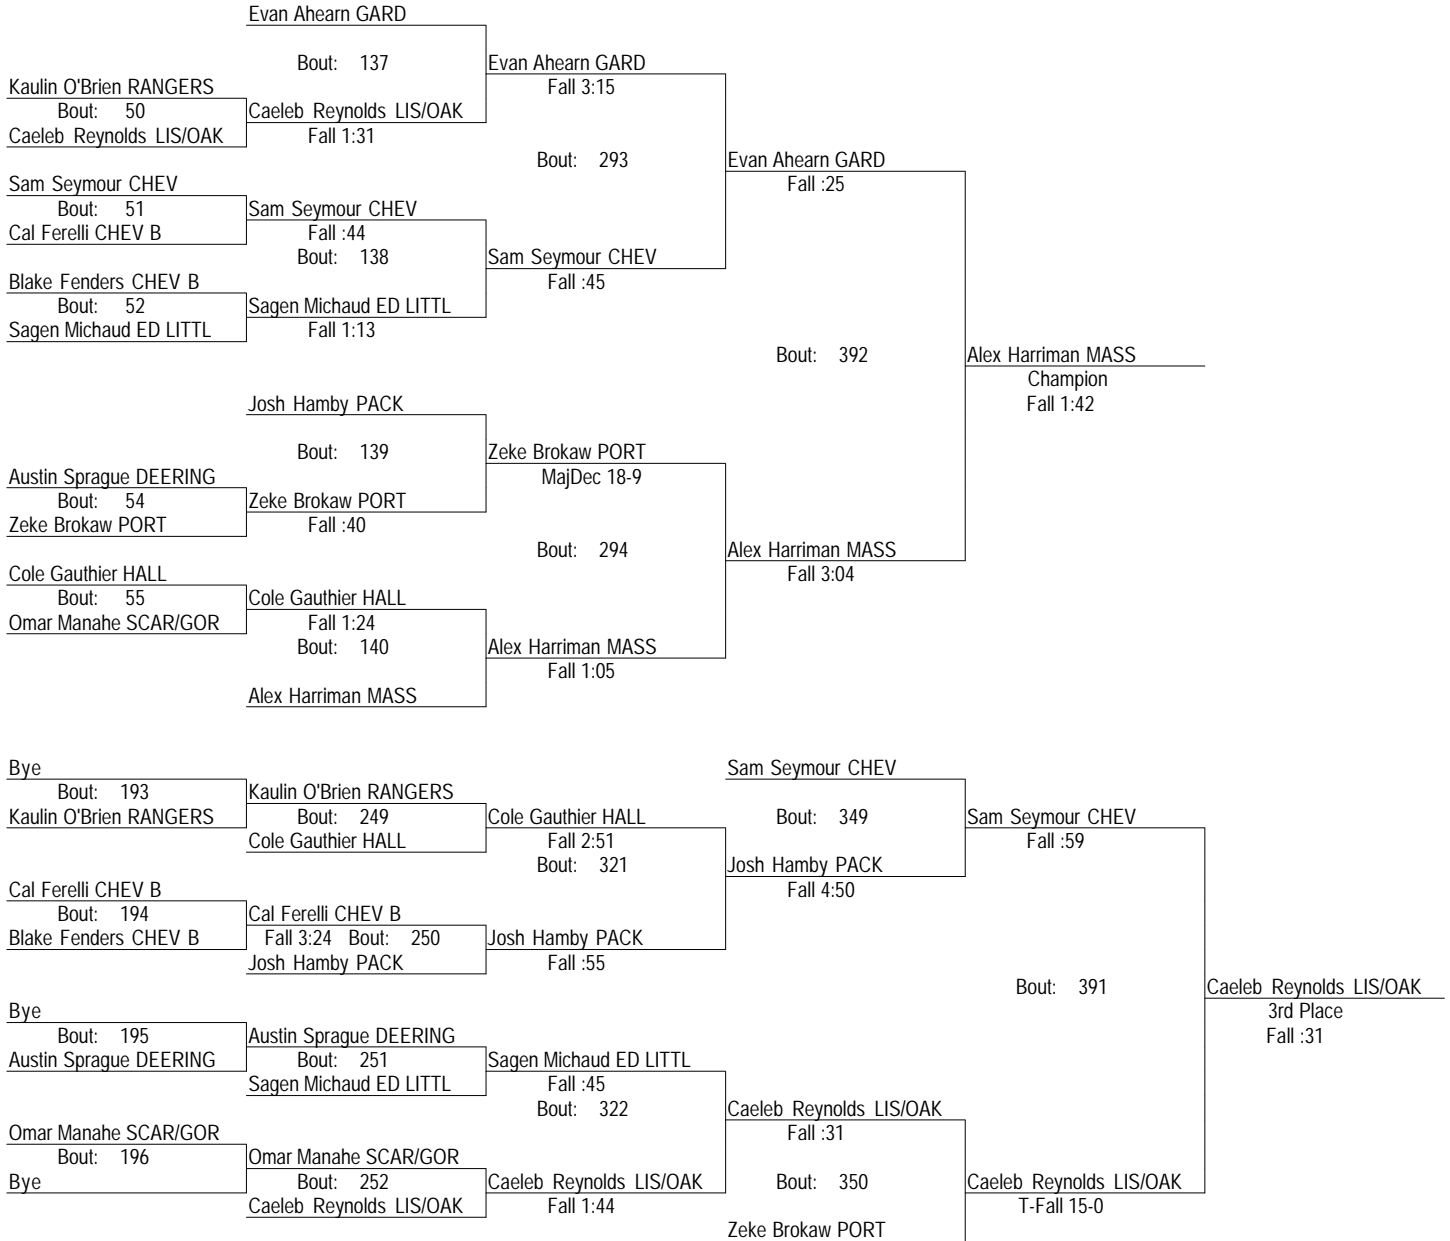 Evan Ahearn GARD
Bout: 137 Evan Ahearn GARD
Kaulin O'Brien RANGERS Fall 3:15
Bout: 50 Caeleb Reynolds LIS/OAK
Caeleb Reynolds LIS/OAK Fall 1:31
Bout: 293 Evan Ahearn GARD
Sam Seymour CHEV Fall :25
Bout: 51 Sam Seymour CHEV
Cal Ferelli CHEV B Fall :44
Bout: 138 Sam Seymour CHEV
Blake Fenders CHEV B Fall :45
Bout: 52 Sagen Michaud ED LITTL
Sagen Michaud ED LITTL Fall 1:13
Bout: 392 Alex Harriman MASS
Champion
Josh Hamby PACK Fall 1:42
Bout: 139 Zeke Brokaw PORT
Austin Sprague DEERING MajDec 18-9
Bout: 54 Zeke Brokaw PORT
Zeke Brokaw PORT Fall :40
Bout: 294 Alex Harriman MASS
Cole Gauthier HALL Fall 3:04
Bout: 55 Cole Gauthier HALL
Omar Manahe SCAR/GOR Fall 1:24
Bout: 140 Alex Harriman MASS
Fall 1:05
Alex Harriman MASS
Bye Sam Seymour CHEV
Bout: 193 Kaulin O'Brien RANGERS
Kaulin O'Brien RANGERS Bout: 249 Cole Gauthier HALL Bout: 349 Sam Seymour CHEV
Cole Gauthier HALL Fall 2:51 Fall :59
Bout: 321 Josh Hamby PACK
Cal Ferelli CHEV B Fall 4:50
Bout: 194 Cal Ferelli CHEV B
Blake Fenders CHEV B Fall 3:24 Bout: 250 Josh Hamby PACK
Josh Hamby PACK Fall :55
Bout: 391 Caeleb Reynolds LIS/OAK
Bye 3rd Place
Bout: 195 Austin Sprague DEERING Fall :31
Austin Sprague DEERING Bout: 251 Sagen Michaud ED LITTL
Sagen Michaud ED LITTL Fall :45
Bout: 322 Caeleb Reynolds LIS/OAK
Omar Manahe SCAR/GOR Fall :31
Bout: 196 Omar Manahe SCAR/GOR
Bye Bout: 252 Caeleb Reynolds LIS/OAK Bout: 350 Caeleb Reynolds LIS/OAK
Caeleb Reynolds LIS/OAK Fall 1:44 T-Fall 15-0
Zeke Brokaw PORT